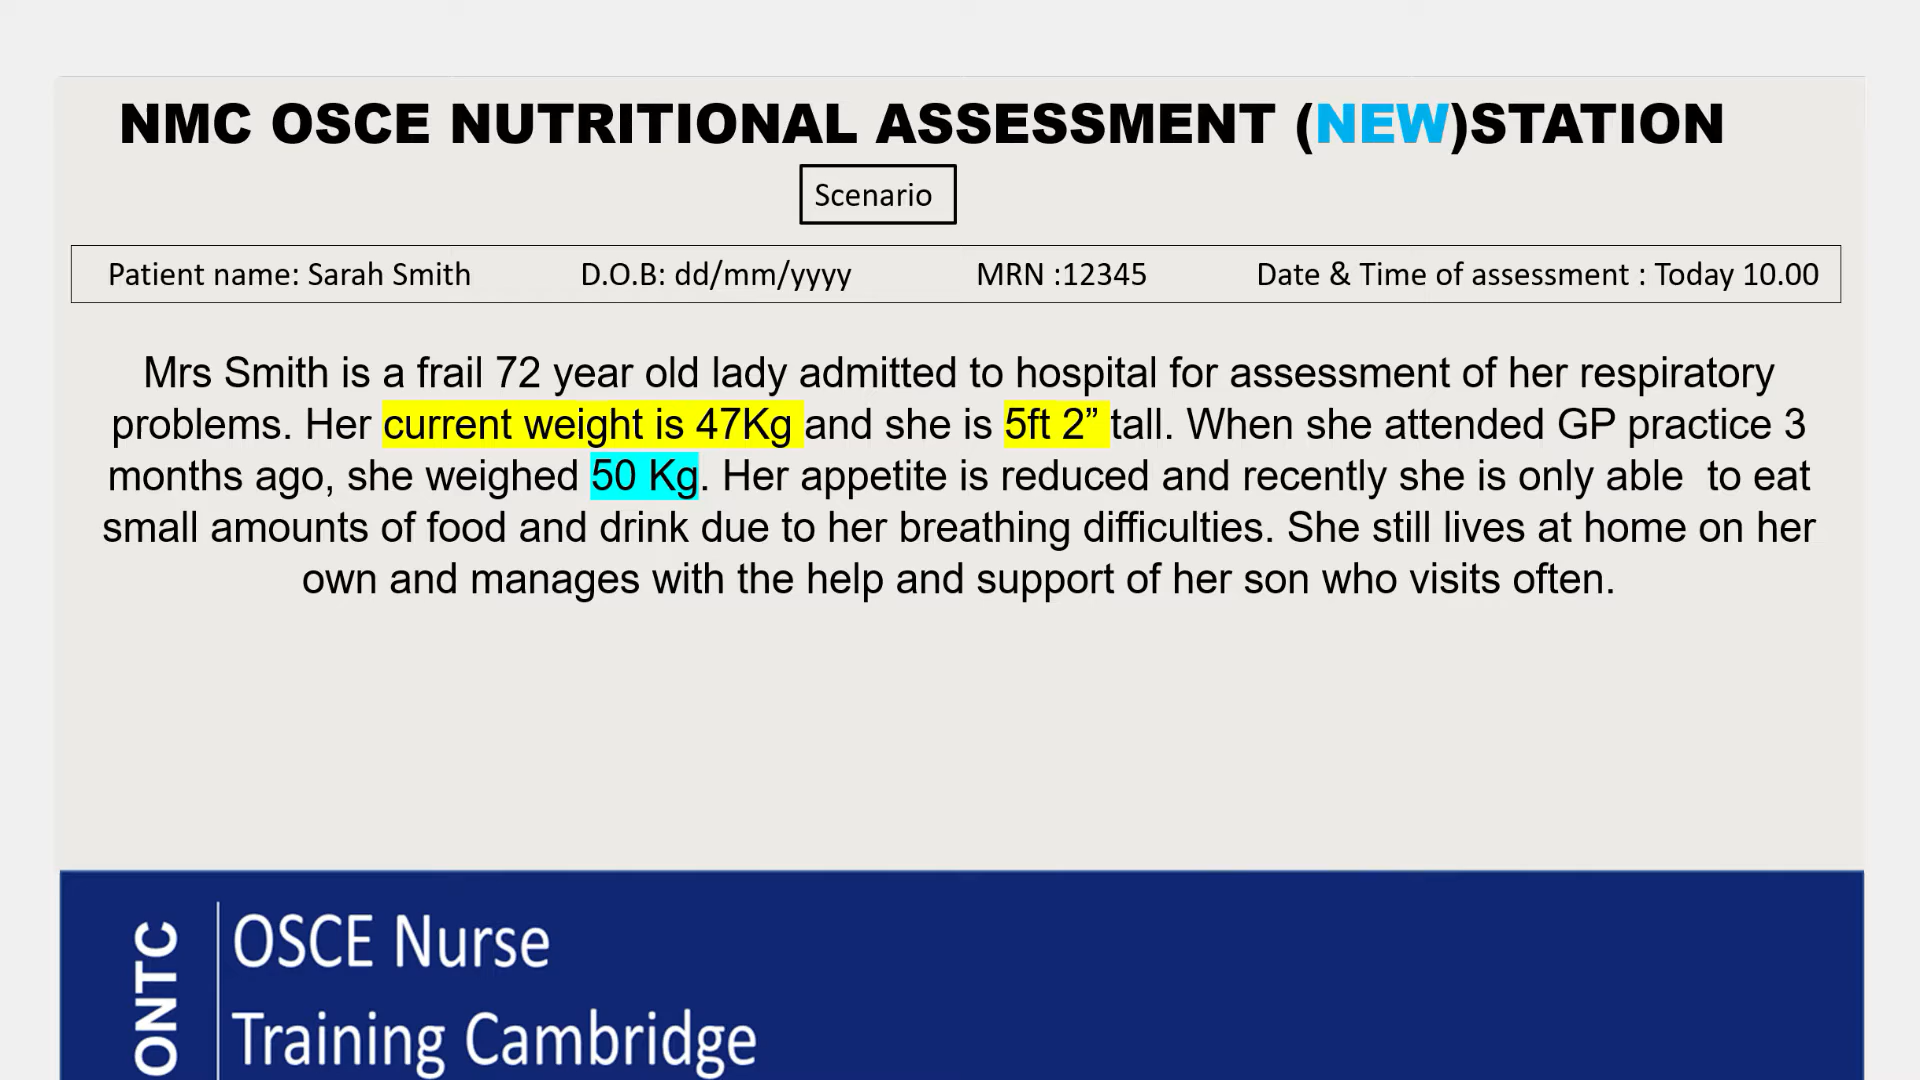 NMC OSCE NUTRITIONAL ASSESSMENT (NEW)STATION
Scenario
Patient name: Sarah Smith D.O.B: dd/mm/yyyy MRN :12345 Date & Time of assessment : Today 10.00
Mrs Smith is a frail 72 year old lady admitted to hospital for assessment of her respiratory
problems. Her current weight is 47Kg and she is 5ft 2” tall. When she attended GP practice 3
months ago, she weighed 50 Kg. Her appetite is reduced and recently she is only able  to eat
small amounts of food and drink due to her breathing difficulties. She still lives at home on her
own and manages with the help and support of her son who visits often.
ONTC
OSCE Nurse
Training Cambridge